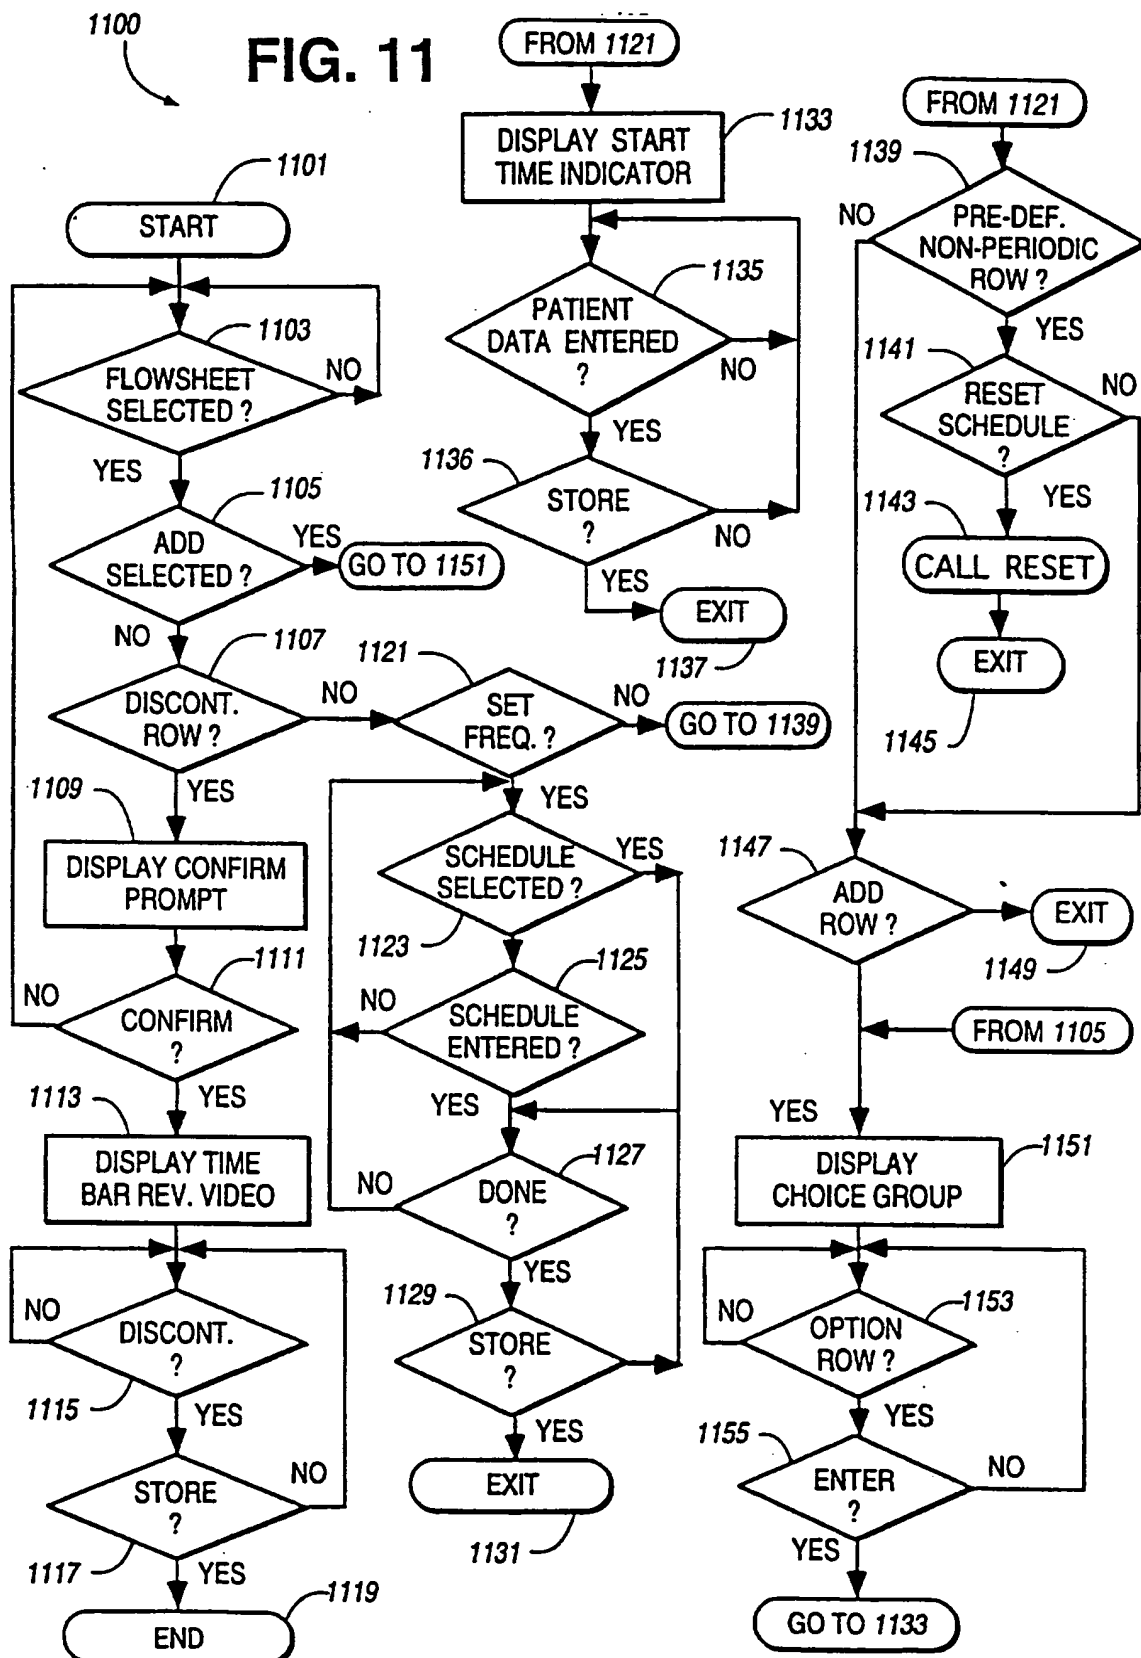 1100
FIG. 11
1101
START
1103
FLOWSHEET
SELECTED ?
NO
YES
1105
ADD
SELECTED ?
YES
GO TO 1151
NO
1107
DISCONT.
ROW ?
NO
YES
1109
DISPLAY CONFIRM
PROMPT
1111
NO
CONFIRM
?
YES
1113
DISPLAY TIME
BAR REV. VIDEO
NO
DISCONT.
?
1115
YES
STORE
?
NO
1117
YES
1119
END
1121
SET
FREQ. ?
NO
GO TO 1139
YES
SCHEDULE
SELECTED ?
YES
1123
1125
NO
SCHEDULE
ENTERED ?
YES
1127
NO
DONE
?
YES
1129
STORE
?
YES
EXIT
1131
FROM 1121
1133
DISPLAY START
TIME INDICATOR
1135
PATIENT
DATA ENTERED
?
NO
YES
1136
STORE
?
NO
YES
EXIT
1137
FROM 1121
1139
NO
PRE-DEF.
NON-PERIODIC
ROW ?
YES
1141
NO
RESET
SCHEDULE
?
YES
1143
CALL RESET
EXIT
1145
1147
ADD
ROW ?
EXIT
1149
FROM 1105
YES
1151
DISPLAY
CHOICE GROUP
1153
NO
OPTION
ROW ?
YES
1155
ENTER
?
NO
YES
GO TO 1133